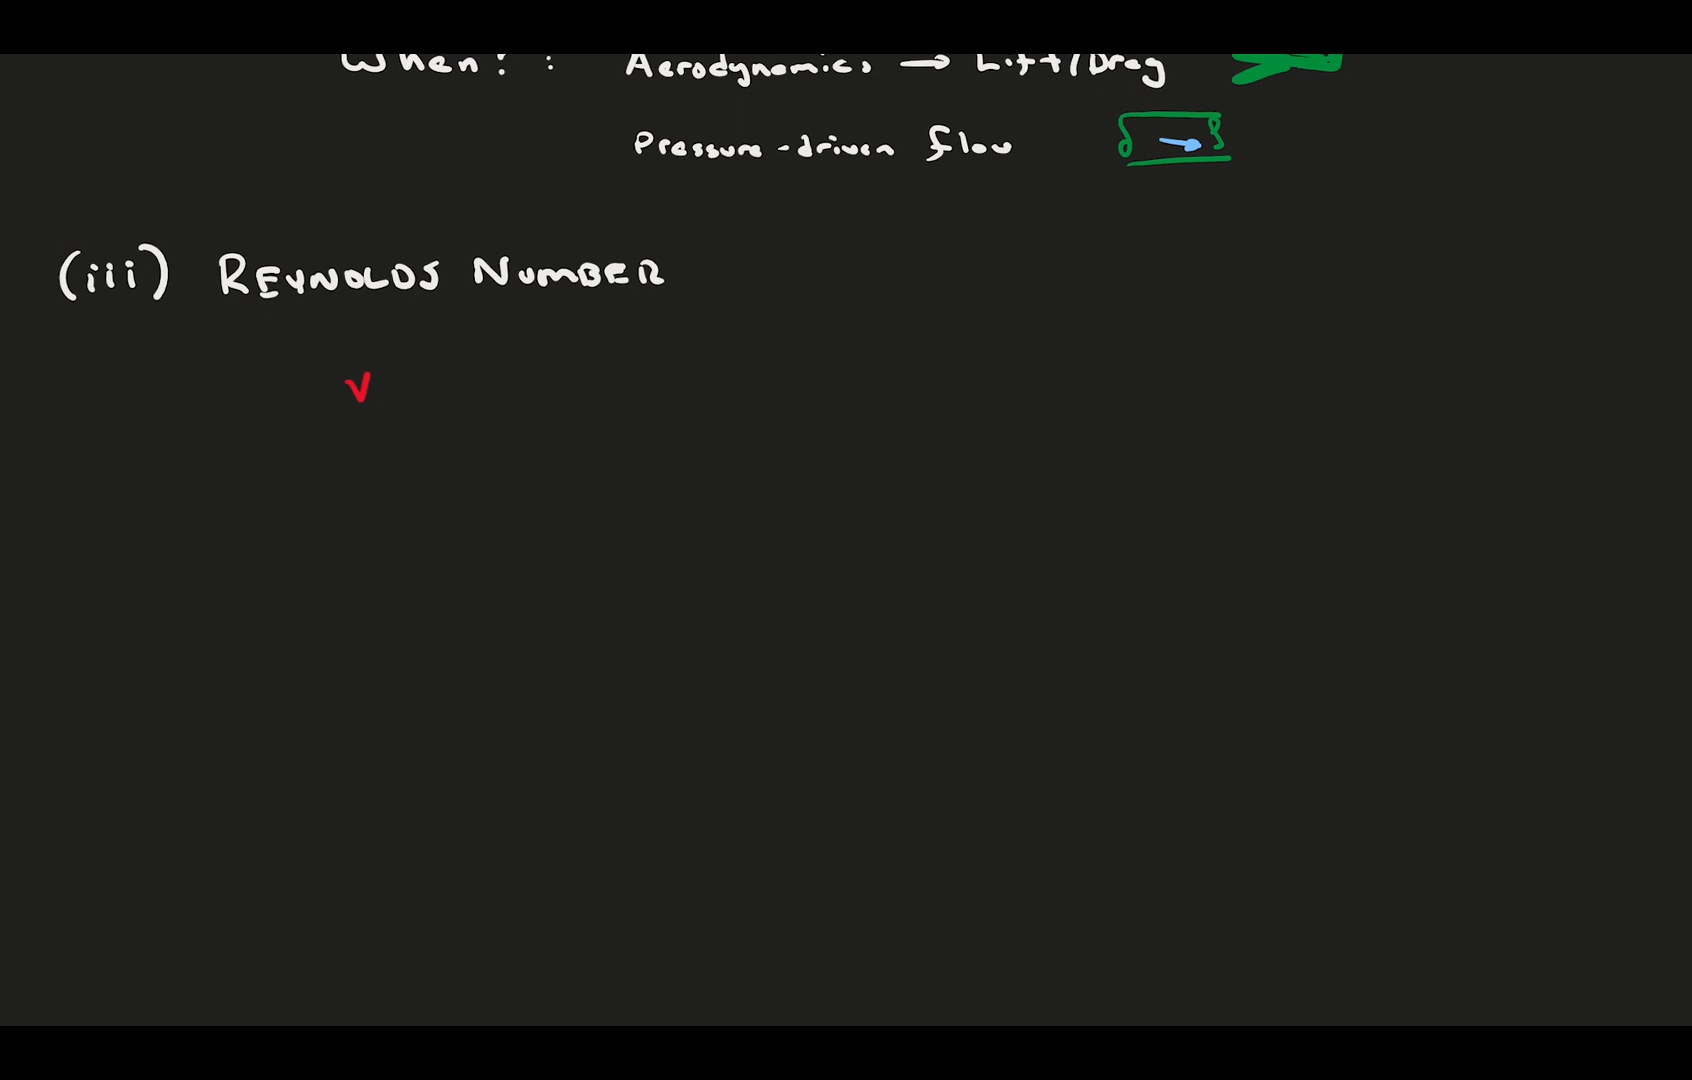 When? : Aerodynamics → Lift/Drag
Pressure-driven flow
(iii) REYNOLDS NUMBER
V